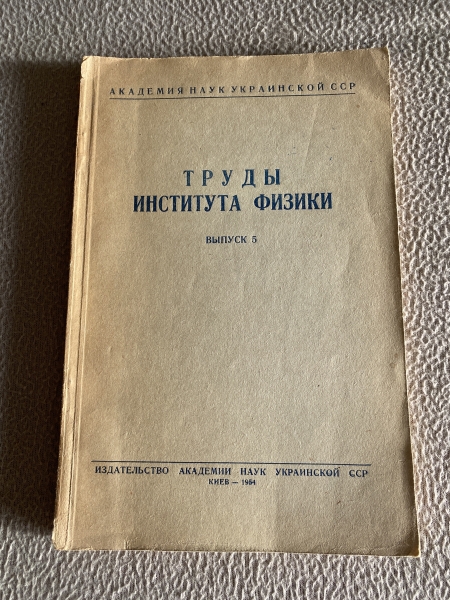 АКАДЕМИЯ НАУК УКРАИНСКОЙ ССР
ТРУДЫ
ИНСТИТУТА ФИЗИКИ
ВЫПУСК 5
ИЗДАТЕЛЬСТВО АКАДЕМИИ НАУК УКРАИНСКОЙ ССР
КИЕВ — 1954